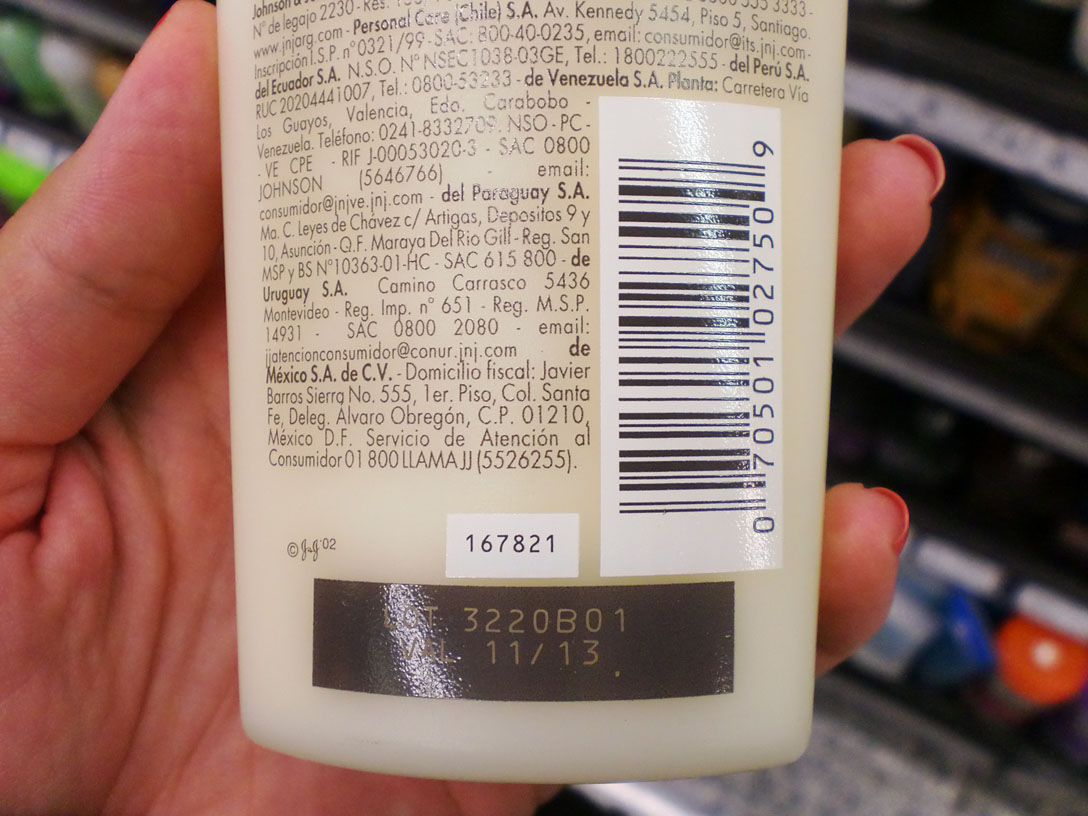 Johnson & 3333 -
N° de legajo 2230 - Res.
www.jnjarg.com - Personal Care (Chile) S.A. Av. Kennedy 5454, Piso 5, Santiago.
Inscripción I.S.P. n°0321/99 - SAC: 800-40-0235, email: consumidor@its.jnj.com-
del Ecuador S.A. N.S.O. N° NSEC1038-03GE, Tel.: 1800222555 - del Perú S.A.
RUC 20204441007, Tel.: 0800-53233 - de Venezuela S.A. Planta: Carretera Vía
Los Guayos, Valencia, Edo. Carabobo -
Venezuela. Teléfono: 0241-8332709. NSO - PC -
- VE CPE - RIF J-00053020-3 - SAC 0800
JOHNSON (5646766) - email:
consumidor@jnjve.jnj.com - del Paraguay S.A.
Ma. C. Leyes de Chávez c/ Artigas, Depositos 9 y
10, Asunción - Q.F. Maraya Del Rio Gill - Reg. San
MSP y BS N°10363-01-HC - SAC 615 800 - de
Uruguay S.A. Camino Carrasco 5436
Montevideo - Reg. Imp. n° 651 - Reg. M.S.P.
14931 - SAC 0800 2080 - email:
jjatencionconsumidor@conur.jnj.com de
México S.A. de C.V. - Domicilio fiscal: Javier
Barros Sierra No. 555, 1er. Piso, Col. Santa
Fe, Deleg. Alvaro Obregón, C.P. 01210,
México D.F. Servicio de Atención al
Consumidor 01 800 LLAMA JJ (5526255).
0 70501 02750 9
© J&J '02
167821
LOT 3220B01
VAL 11/13